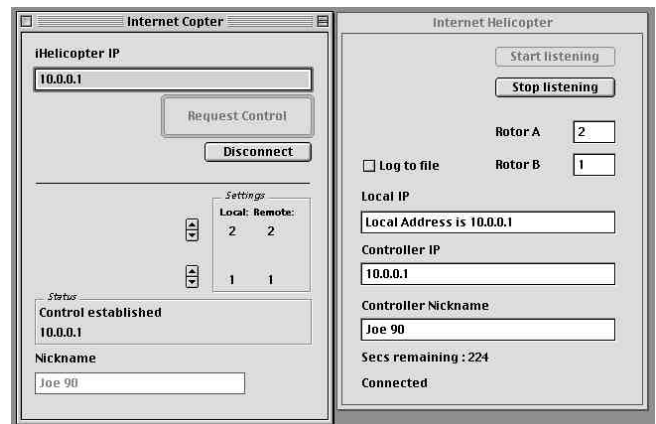 Internet Copter
iHelicopter IP
10.0.0.1
Request Control
Disconnect
Settings
Local: Remote:
2 2
1 1
Status
Control established
10.0.0.1
Nickname
Joe 90
Internet Helicopter
Start listening
Stop listening
Rotor A 2
Log to file Rotor B 1
Local IP
Local Address is 10.0.0.1
Controller IP
10.0.0.1
Controller Nickname
Joe 90
Secs remaining : 224
Connected